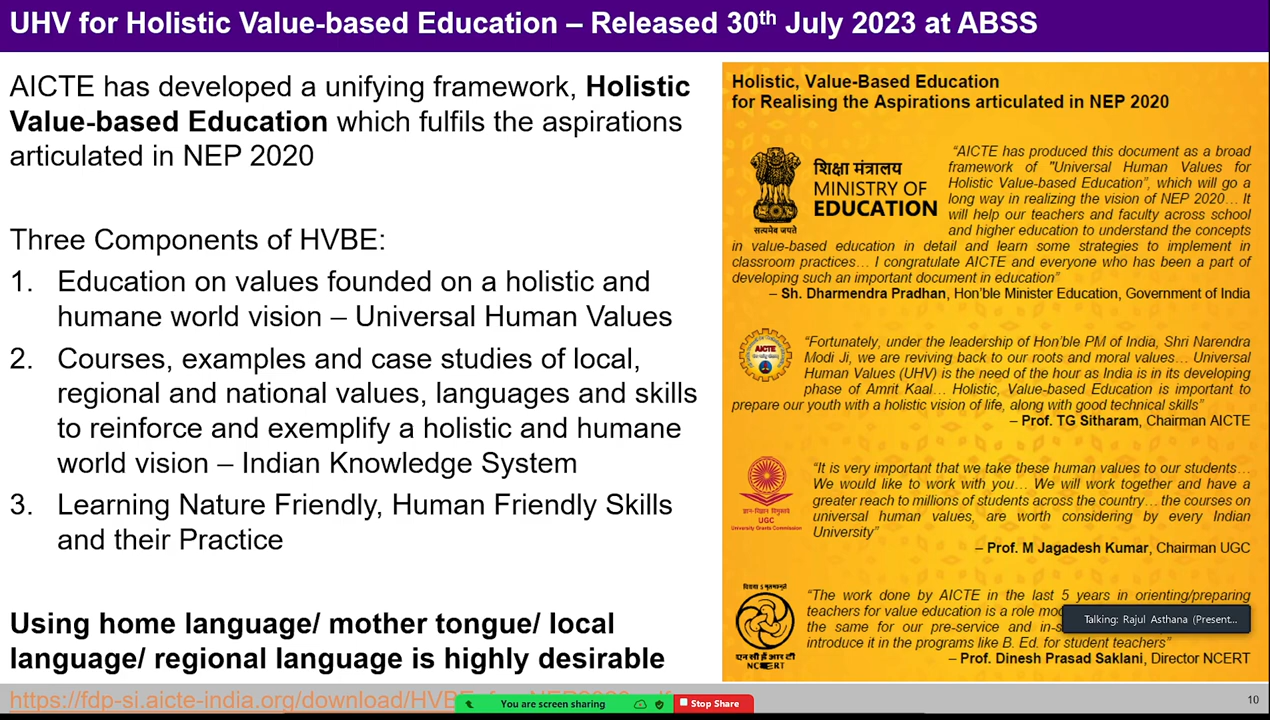 UHV for Holistic Value-based Education – Released 30th July 2023 at ABSS
AICTE has developed a unifying framework, Holistic
Value-based Education which fulfils the aspirations
articulated in NEP 2020
Three Components of HVBE:
1. Education on values founded on a holistic and
humane world vision – Universal Human Values
2. Courses, examples and case studies of local,
regional and national values, languages and skills
to reinforce and exemplify a holistic and humane
world vision – Indian Knowledge System
3. Learning Nature Friendly, Human Friendly Skills
and their Practice
Using home language/ mother tongue/ local
language/ regional language is highly desirable
https://fdp-si.aicte-india.org/download/HVBE
Holistic, Value-Based Education
for Realising the Aspirations articulated in NEP 2020
सत्यमेव जयते
शिक्षा मंत्रालय
MINISTRY OF
EDUCATION
“AICTE has produced this document as a broad
framework of "Universal Human Values for
Holistic Value-based Education”, which will go a
long way in realizing the vision of NEP 2020… It
will help our teachers and faculty across school
and higher education to understand the concepts
in value-based education in detail and learn some strategies to implement in
classroom practices… I congratulate AICTE and everyone who has been a part of
developing such an important document in education”
– Sh. Dharmendra Pradhan, Hon’ble Minister Education, Government of India
AICTE
“Fortunately, under the leadership of Hon’ble PM of India, Shri Narendra
Modi Ji, we are reviving back to our roots and moral values… Universal
Human Values (UHV) is the need of the hour as India is in its developing
phase of Amrit Kaal… Holistic, Value-based Education is important to
prepare our youth with a holistic vision of life, along with good technical skills”
– Prof. TG Sitharam, Chairman AICTE
ज्ञान-विज्ञान विमुक्तये
UGC
University Grants Commission
“It is very important that we take these human values to our students…
We would like to work with you… We will work together and have a
greater reach to millions of students across the country… the courses on
universal human values, are worth considering by every Indian
University”
– Prof. M Jagadesh Kumar, Chairman UGC
एन सी ई आर टी
NCERT
“The work done by AICTE in the last 5 years in orienting/preparing
teachers for value education is a role
the same for our pre-service and
introduce it in the programs like B. Ed. for student teachers”
– Prof. Dinesh Prasad Saklani, Director NCERT
Talking: Rajul Asthana (Present...
You are screen sharing
Stop Share
10